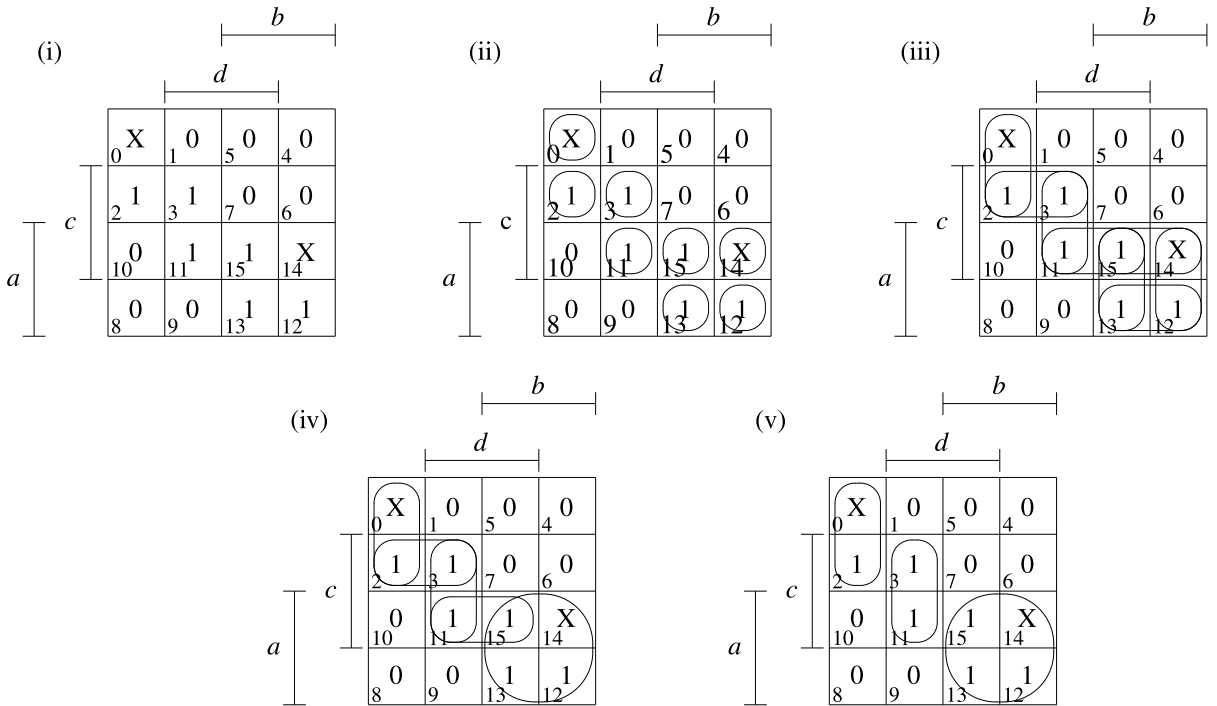 (i)
b
d
X 0 0 0
0 1 5 4
c
1 1 0 0
2 3 7 6
a
0 1 1 X
10 11 15 14
0 0 1 1
8 9 13 12
(ii)
b
d
X 0 0 0
0 1 5 4
c
1 1 0 0
2 3 7 6
a
0 1 1 X
10 11 15 14
0 0 1 1
8 9 13 12
(iii)
b
d
X 0 0 0
0 1 5 4
c
1 1 0 0
2 3 7 6
a
0 1 1 X
10 11 15 14
0 0 1 1
8 9 13 12
(iv)
b
d
X 0 0 0
0 1 5 4
c
1 1 0 0
2 3 7 6
a
0 1 1 X
10 11 15 14
0 0 1 1
8 9 13 12
(v)
b
d
X 0 0 0
0 1 5 4
c
1 1 0 0
2 3 7 6
a
0 1 1 X
10 11 15 14
0 0 1 1
8 9 13 12